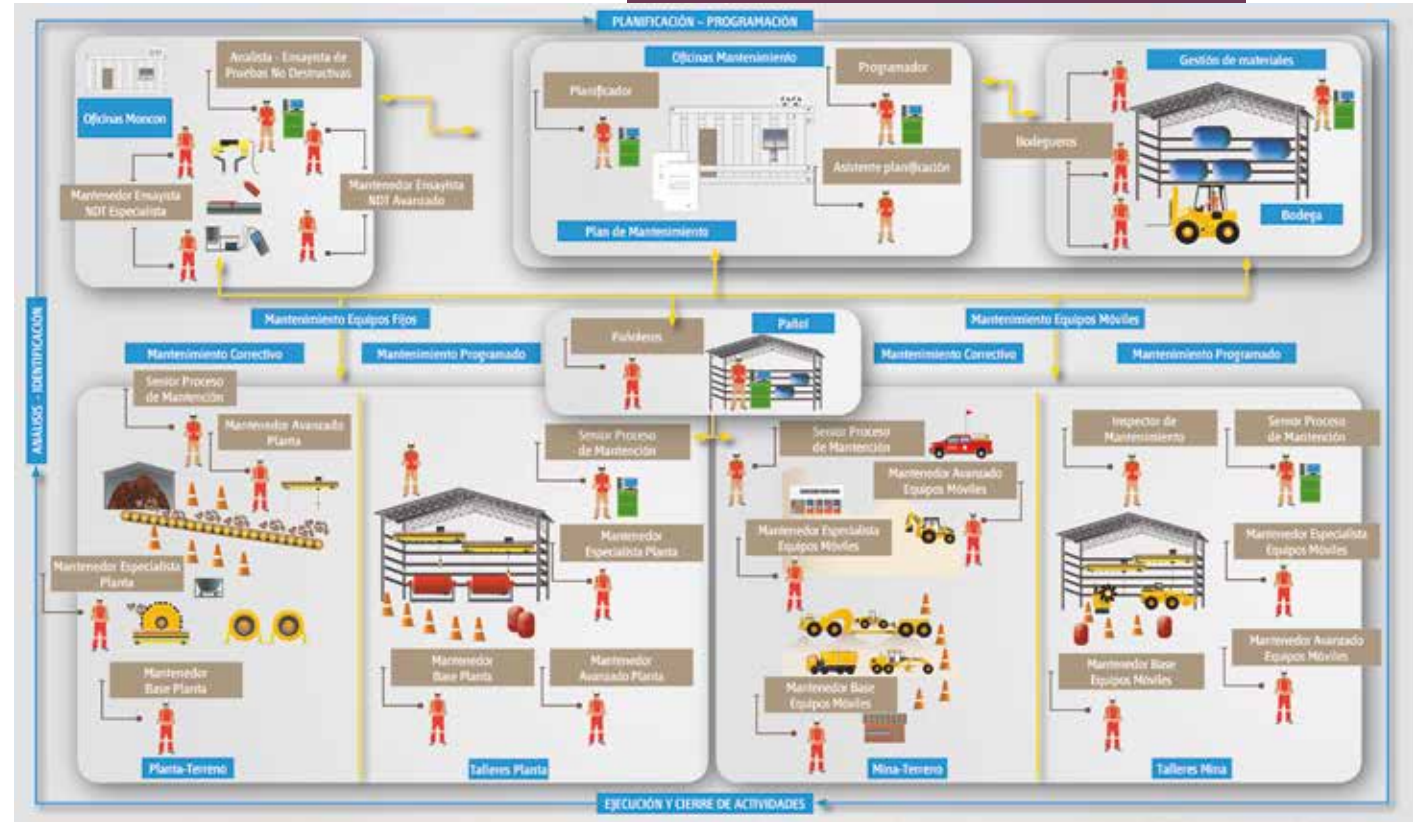 PLANIFICACIÓN – PROGRAMACIÓN
Analista - Ensayista de
Pruebas No Destructivas
Oficinas Moncon
Mantenedor Ensayista
NDT Especialista
Mantenedor Ensayista
NDT Avanzado
Oficinas Mantenimiento
Planificador
Programador
Asistente planificación
Plan de Mantenimiento
Gestión de materiales
Bodegueros
Bodega
ANÁLISIS - IDENTIFICACIÓN
Mantenimiento Equipos Fijos
Mantenimiento Equipos Móviles
Pañoleros
Pañol
Mantenimiento Correctivo
Mantenimiento Programado
Mantenimiento Correctivo
Mantenimiento Programado
Senior Proceso
de Mantención
Mantenedor Avanzado
Planta
Mantenedor Especialista
Planta
Mantenedor
Base Planta
Planta-Terreno
Senior Proceso
de Mantención
Mantenedor
Especialista Planta
Mantenedor
Base Planta
Mantenedor
Avanzado Planta
Talleres Planta
Senior Proceso
de Mantención
Mantenedor Avanzado
Equipos Móviles
Mantenedor Especialista
Equipos Móviles
Mantenedor Base
Equipos Móviles
Mina-Terreno
Inspector de
Mantenimiento
Senior Proceso
de Mantención
Mantenedor Especialista
Equipos Móviles
Mantenedor Avanzado
Equipos Móviles
Mantenedor Base
Equipos Móviles
Talleres Mina
EJECUCIÓN Y CIERRE DE ACTIVIDADES